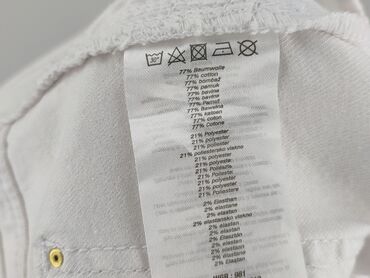 30°
77% Baumwolle
77% cotton
77% bombaž
77% pamuk
77% bavlna
77% bavlna
77% Pamut
77% Bawełna
77% katoen
77% coton
77% Cotone
21% Polyester
21% polyester
21% poliester
21% poliestersko vlakno
21% polyester
21% polyester
21% Poliészter
21% Poliester
21% polyester
21% polyester
21% Poliestere
2% Elasthan
2% elastane
2% elastan
2% elastansko vlakno
2% elastan
2% elastan
2% Elasztán
2% elastan
2% elastaan
2% élasthanne
2% elastan